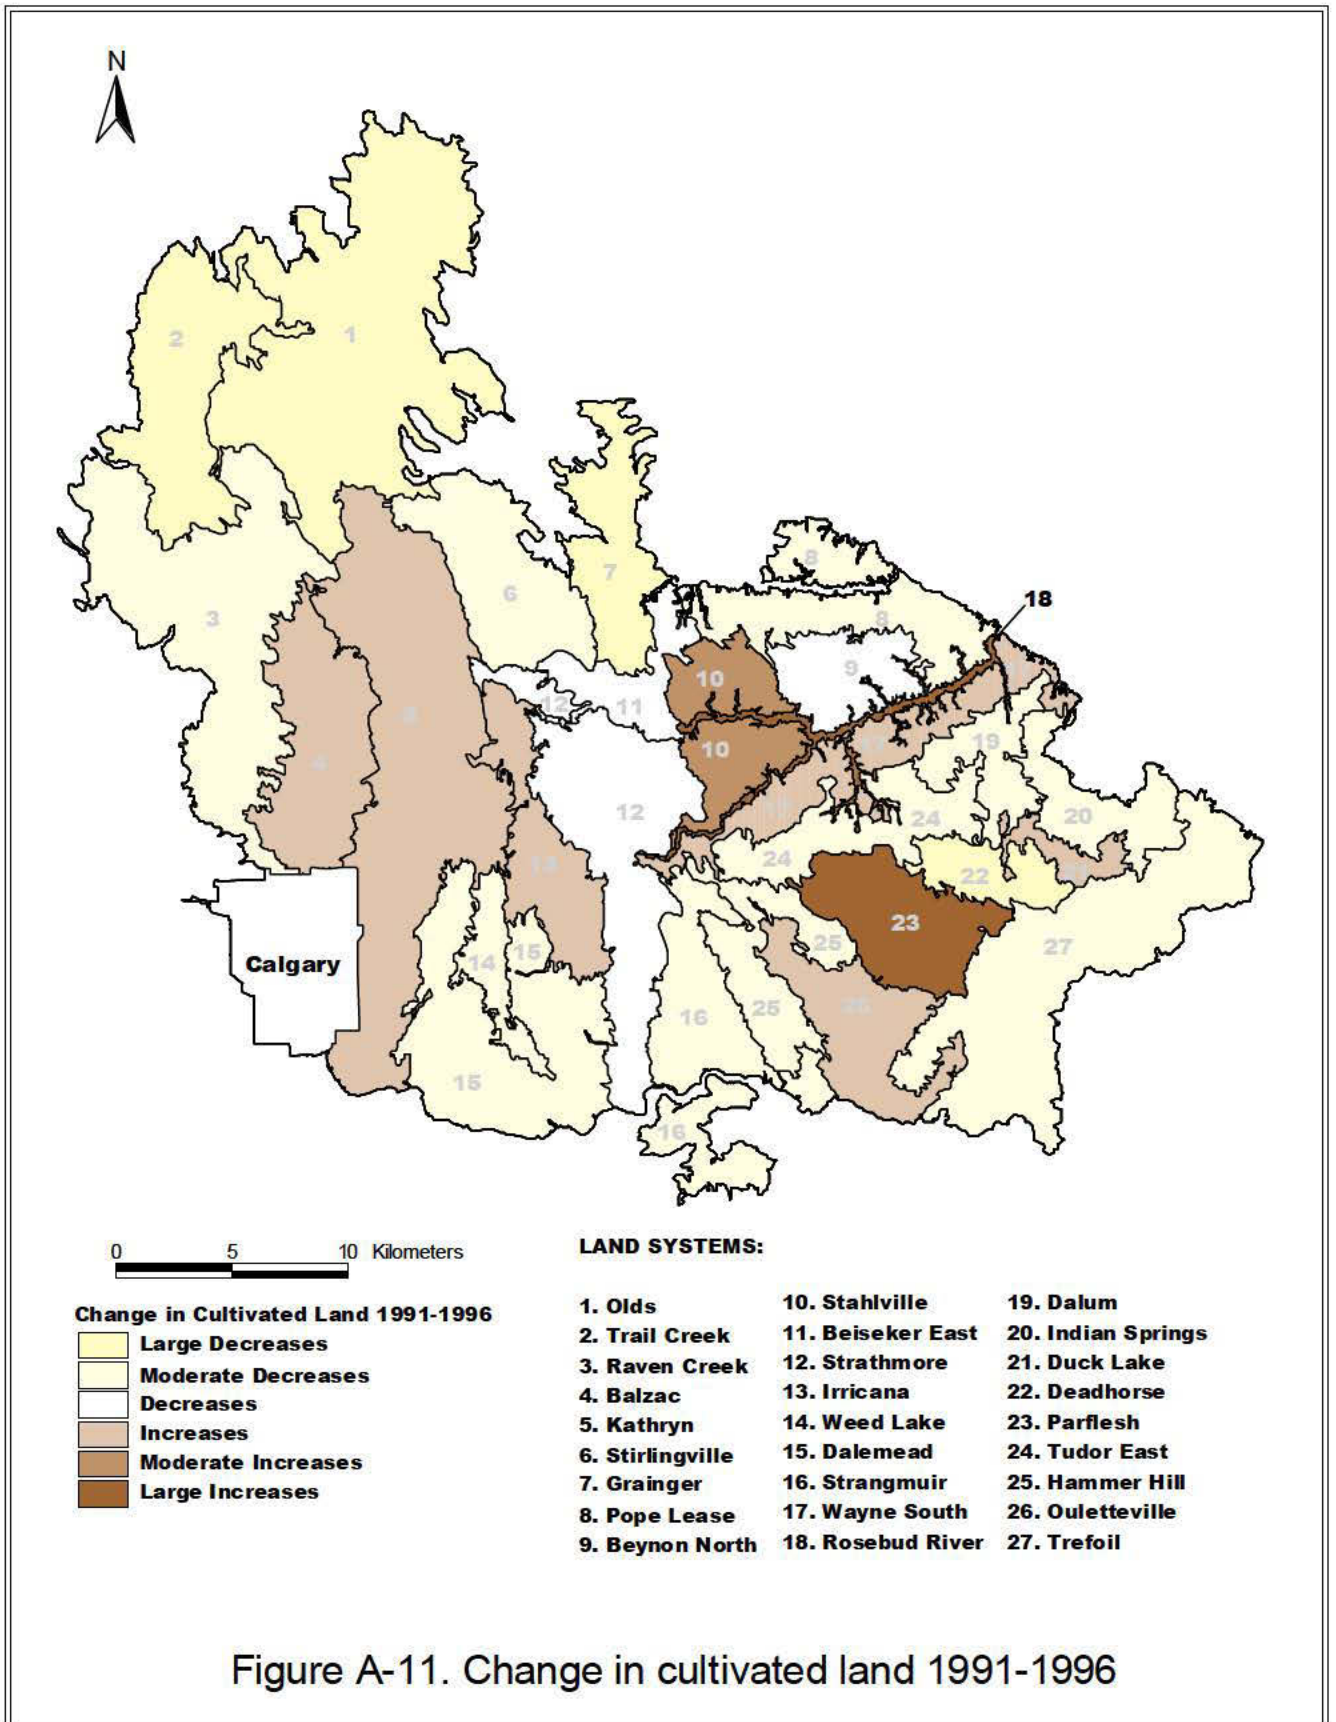 N
1
2
7
6
8
3
8
18
9
10
12
11
5
19
10
17
4
12
24
20
24
13
22
23
25
15
27
Calgary
14
26
25
16
15
16
0 5 10 Kilometers
LAND SYSTEMS:
Change in Cultivated Land 1991-1996
Large Decreases
Moderate Decreases
Decreases
Increases
Moderate Increases
Large Increases
1. Olds
2. Trail Creek
3. Raven Creek
4. Balzac
5. Kathryn
6. Stirlingville
7. Grainger
8. Pope Lease
9. Beynon North
10. Stahlville
11. Beiseker East
12. Strathmore
13. Irricana
14. Weed Lake
15. Dalemead
16. Strangmuir
17. Wayne South
18. Rosebud River
19. Dalum
20. Indian Springs
21. Duck Lake
22. Deadhorse
23. Parflesh
24. Tudor East
25. Hammer Hill
26. Ouletteville
27. Trefoil
Figure A-11. Change in cultivated land 1991-1996